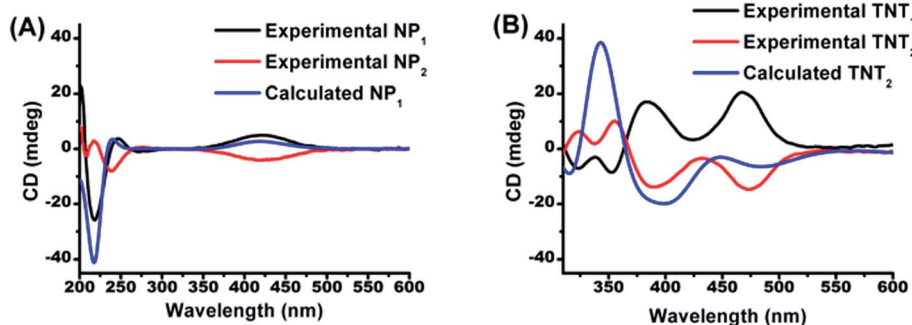 (A)
Experimental NP1
Experimental NP2
Calculated NP1
CD (mdeg)
40
20
0
-20
-40
200 250 300 350 400 450 500 550 600
Wavelength (nm)
(B)
Experimental TNT
Experimental TNT2
Calculated TNT2
CD (mdeg)
40
20
0
-20
-40
350 400 450 500 550 600
Wavelength (nm)